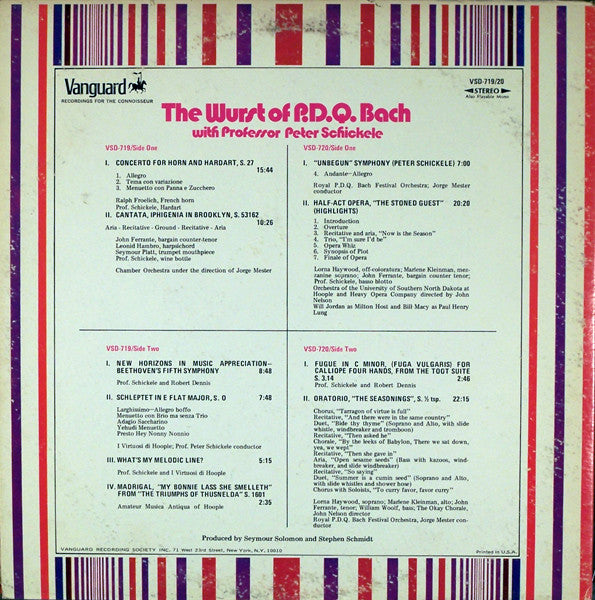 Vanguard
RECORDINGS FOR THE CONNOISSEUR
VSD-719/20
STEREO
Also Playable Mono
The Wurst of P.D.Q. Bach
with Professor Peter Schickele
VSD-719/Side One
I. CONCERTO FOR HORN AND HARDART, S. 27
15:44
1. Allegro
2. Tema con variazione
3. Menuetto con Panna e Zucchero
Ralph Froelich, French horn
Prof. Schickele, Hardart
II. CANTATA, IPHIGENIA IN BROOKLYN, S. 53162
10:26
Aria - Recitative - Ground - Recitative - Aria
John Ferrante, bargain counter-tenor
Leonid Hambro, harpsichord
Seymour Platt, trumpet mouthpiece
Prof. Schickele, wine bottle
Chamber Orchestra under the direction of Jorge Mester
VSD-720/Side One
I. "UNBEGUN" SYMPHONY (PETER SCHICKELE) 7:00
4. Andante—Allegro
Royal P.D.Q. Bach Festival Orchestra; Jorge Mester
conductor
II. HALF-ACT OPERA, "THE STONED GUEST" 20:20
(HIGHLIGHTS)
1. Introduction
2. Overture
3. Recitative and aria, "Now is the Season"
4. Trio, "I'm sure I'd be"
5. Opera Whiz
6. Synopsis of Plot
7. Finale of Opera
Lorna Haywood, off-coloratura; Marlene Kleinman, mez-
zanine soprano; John Ferrante, bargain counter tenor;
Prof. Schickele, basso blotto
Orchestra of the University of Southern North Dakota at
Hoople and Heavy Opera Company directed by John
Nelson
Will Jordan as Milton Host and Bill Macy as Paul Henry
Lung
VSD-719/Side Two
I. NEW HORIZONS IN MUSIC APPRECIATION–
BEETHOVEN'S FIFTH SYMPHONY 8:48
Prof. Schickele and Robert Dennis
II. SCHLEPTET IN E FLAT MAJOR, S. 0 7:48
Larghissimo—Allegro boffo
Menuetto con Brio ma senza Trio
Adagio Saccharino
Yehudi Menuetto
Presto Hey Nonny Nonnio
I Virtuosi di Hoople, Prof. Peter Schickele conductor
III. WHAT'S MY MELODIC LINE? 5:15
Prof. Schickele and I Virtuosi di Hoople
IV. MADRIGAL, "MY BONNIE LASS SHE SMELLETH"
FROM "THE TRIUMPHS OF THUSNELDA" S. 1601
2:35
Amateur Musica Antiqua of Hoople
VSD-720/Side Two
I. FUGUE IN C MINOR, (FUGA VULGARIS) FOR
CALLIOPE FOUR HANDS, FROM THE TOOT SUITE
S. 3.14 2:46
Prof. Schickele and Robert Dennis
II. ORATORIO, "THE SEASONINGS", S. ½ tsp. 22:15
Chorus, "Tarragon of virtue is full"
Recitative, "And there were in the same country"
Duet, "Bide thy thyme" (Soprano and Alto, with slide
whistle, windbreaker and tromboon)
Recitative, "Then asked he"
Chorale, "By the leeks of Babylon, There we sat down,
yea, we wept"
Recitative, "Then she gave in"
Aria, "Open sesame seeds" (Bass with kazoos, wind-
breaker, and slide windbreaker)
Recitative, "So saying"
Duet, "Summer is a cumin seed" (Soprano and Alto,
with slide whistles and shower hose)
Chorus with Soloists, "To curry favor, favor curry"
Lorna Haywood, soprano; Marlene Kleinman, alto; John
Ferrante, tenor; William Woolf, bass; The Okay Chorale,
John Nelson director
Royal P.D.Q. Bach Festival Orchestra, Jorge Mester con-
ductor
Produced by Seymour Solomon and Stephen Schmidt
VANGUARD RECORDING SOCIETY INC. 71 West 23rd Street, New York, N.Y. 10010
Printed in U.S.A.